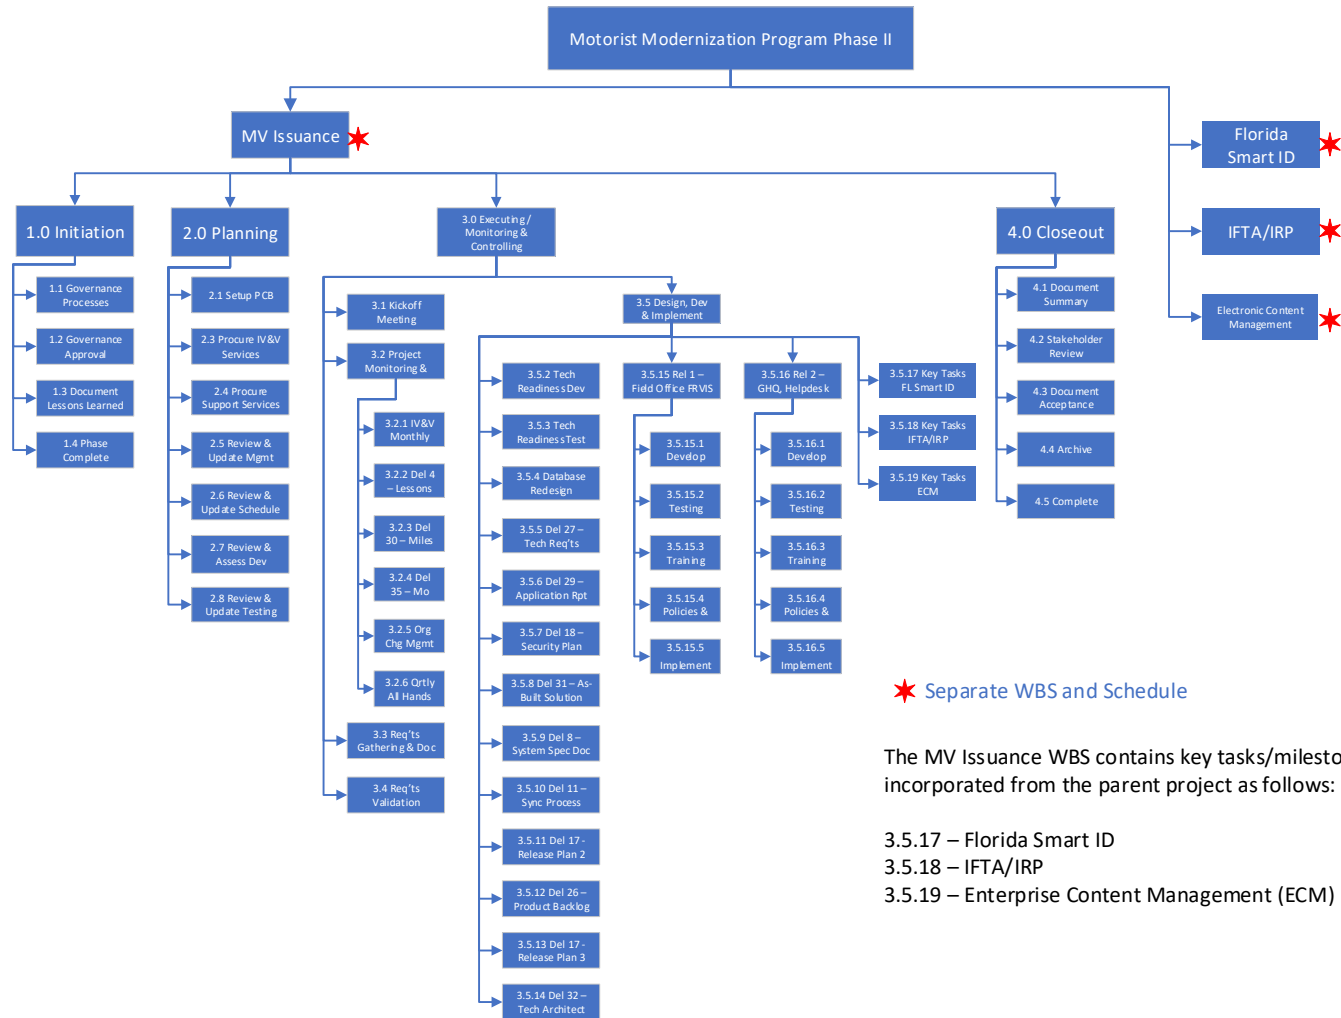 Motorist Modernization Program Phase II
MV Issuance
Florida
Smart ID
IFTA/IRP
Electronic Content
Management
1.0 Initiation
2.0 Planning
3.0 Executing /
Monitoring &
Controlling
4.0 Closeout
1.1 Governance
Processes
1.2 Governance
Approval
1.3 Document
Lessons Learned
1.4 Phase
Complete
2.1 Setup PCB
2.3 Procure IV&V
Services
2.4 Procure
Support Services
2.5 Review &
Update Mgmt
2.6 Review &
Update Schedule
2.7 Review &
Assess Dev
2.8 Review &
Update Testing
3.1 Kickoff
Meeting
3.2 Project
Monitoring &
3.2.1 IV&V
Monthly
3.2.2 Del 4
– Lessons
3.2.3 Del
30 – Miles
3.2.4 Del
35 – Mo
3.2.5 Org
Chg Mgmt
3.2.6 Qrtly
All Hands
3.3 Req'ts
Gathering & Doc
3.4 Req'ts
Validation
3.5 Design, Dev
& Implement
3.5.2 Tech
Readiness Dev
3.5.3 Tech
Readiness Test
3.5.4 Database
Redesign
3.5.5 Del 27 –
Tech Req'ts
3.5.6 Del 29 –
Application Rpt
3.5.7 Del 18 –
Security Plan
3.5.8 Del 31 – As-
Built Solution
3.5.9 Del 8 –
System Spec Doc
3.5.10 Del 11 –
Sync Process
3.5.11 Del 17 -
Release Plan 2
3.5.12 Del 26 –
Product Backlog
3.5.13 Del 17 -
Release Plan 3
3.5.14 Del 32 –
Tech Architect
3.5.15 Rel 1 –
Field Office FRVIS
3.5.15.1
Develop
3.5.15.2
Testing
3.5.15.3
Training
3.5.15.4
Policies &
3.5.15.5
Implement
3.5.16 Rel 2 –
GHQ, Helpdesk
3.5.16.1
Develop
3.5.16.2
Testing
3.5.16.3
Training
3.5.16.4
Policies &
3.5.16.5
Implement
3.5.17 Key Tasks
FL Smart ID
3.5.18 Key Tasks
IFTA/IRP
3.5.19 Key Tasks
ECM
4.1 Document
Summary
4.2 Stakeholder
Review
4.3 Document
Acceptance
4.4 Archive
4.5 Complete
Separate WBS and Schedule
The MV Issuance WBS contains key tasks/milesto
incorporated from the parent project as follows:
3.5.17 – Florida Smart ID
3.5.18 – IFTA/IRP
3.5.19 – Enterprise Content Management (ECM)